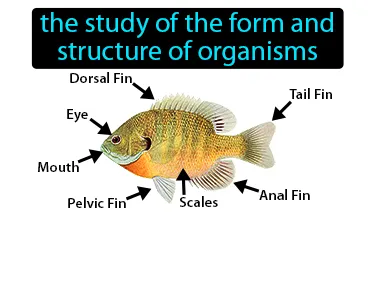 the study of the form and
structure of organisms
Dorsal Fin
Tail Fin
Eye
Mouth
Pelvic Fin
Scales
Anal Fin